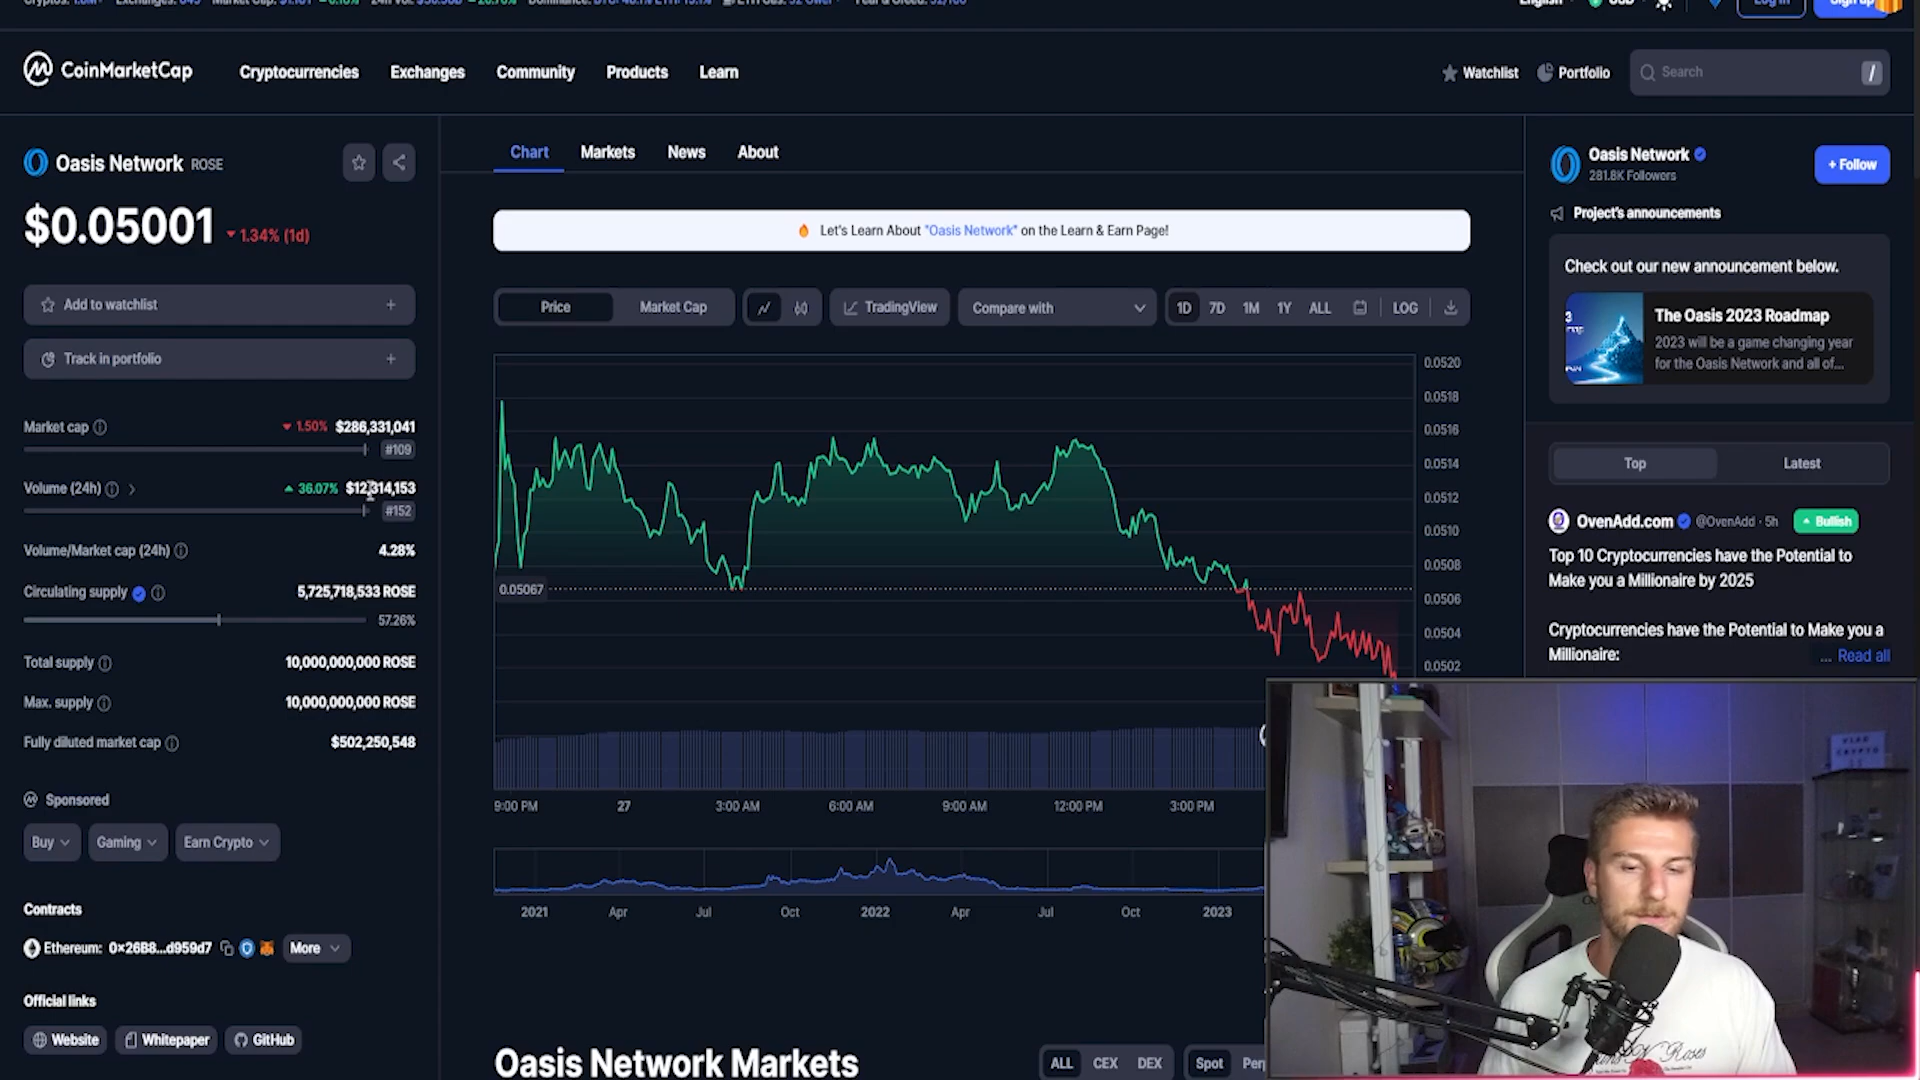 English
CoinMarketCap
Cryptocurrencies Exchanges Community Products Learn
Watchlist Portfolio Search /
Oasis Network ROSE
$0.05001 1.34% (1d)
Add to watchlist +
Track in portfolio +
Market cap 1.50% $286,331,041
#109
Volume (24h) 36.07% $12,314,153
#152
Volume/Market cap (24h) 4.28%
Circulating supply 5,725,718,533 ROSE
57.26%
Total supply 10,000,000,000 ROSE
Max. supply 10,000,000,000 ROSE
Fully diluted market cap $502,250,548
Sponsored
Buy Gaming Earn Crypto
Contracts
Ethereum: 0x26B8...d959d7 More
Official links
Website Whitepaper GitHub
Chart Markets News About
Let's Learn About "Oasis Network" on the Learn & Earn Page!
Price Market Cap TradingView Compare with 1D 7D 1M 1Y ALL LOG
0.0520
0.0518
0.0516
0.0514
0.0512
0.0510
0.0508
0.05067
0.0506
0.0504
0.0502
9:00 PM 27 3:00 AM 6:00 AM 9:00 AM 12:00 PM 3:00 PM
2021 Apr Jul Oct 2022 Apr Jul Oct 2023
Oasis Network Markets
ALL CEX DEX Spot
Oasis Network
281.8K Followers
+ Follow
Project's announcements
Check out our new announcement below.
The Oasis 2023 Roadmap
2023 will be a game changing year
for the Oasis Network and all of...
Top Latest
OvenAdd.com @OvenAdd · 5h Bullish
Top 10 Cryptocurrencies have the Potential to
Make you a Millionaire by 2025
Cryptocurrencies have the Potential to Make you a
Millionaire:
... Read all